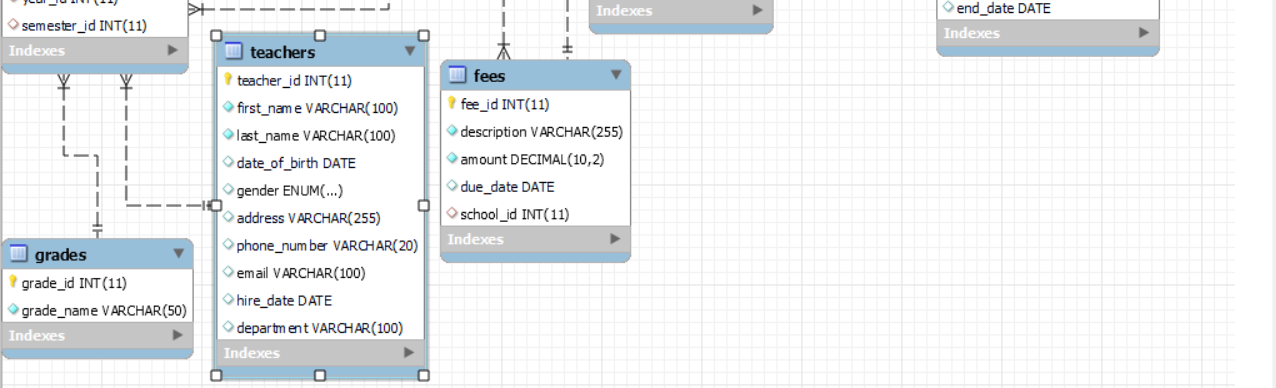 year_id INT(11)
semester_id INT(11)
Indexes
teachers
teacher_id INT(11)
first_name VARCHAR(100)
last_name VARCHAR(100)
date_of_birth DATE
gender ENUM(...)
address VARCHAR(255)
phone_number VARCHAR(20)
email VARCHAR(100)
hire_date DATE
department VARCHAR(100)
Indexes
grades
grade_id INT(11)
grade_name VARCHAR(50)
Indexes
Indexes
fees
fee_id INT(11)
description VARCHAR(255)
amount DECIMAL(10,2)
due_date DATE
school_id INT(11)
Indexes
end_date DATE
Indexes